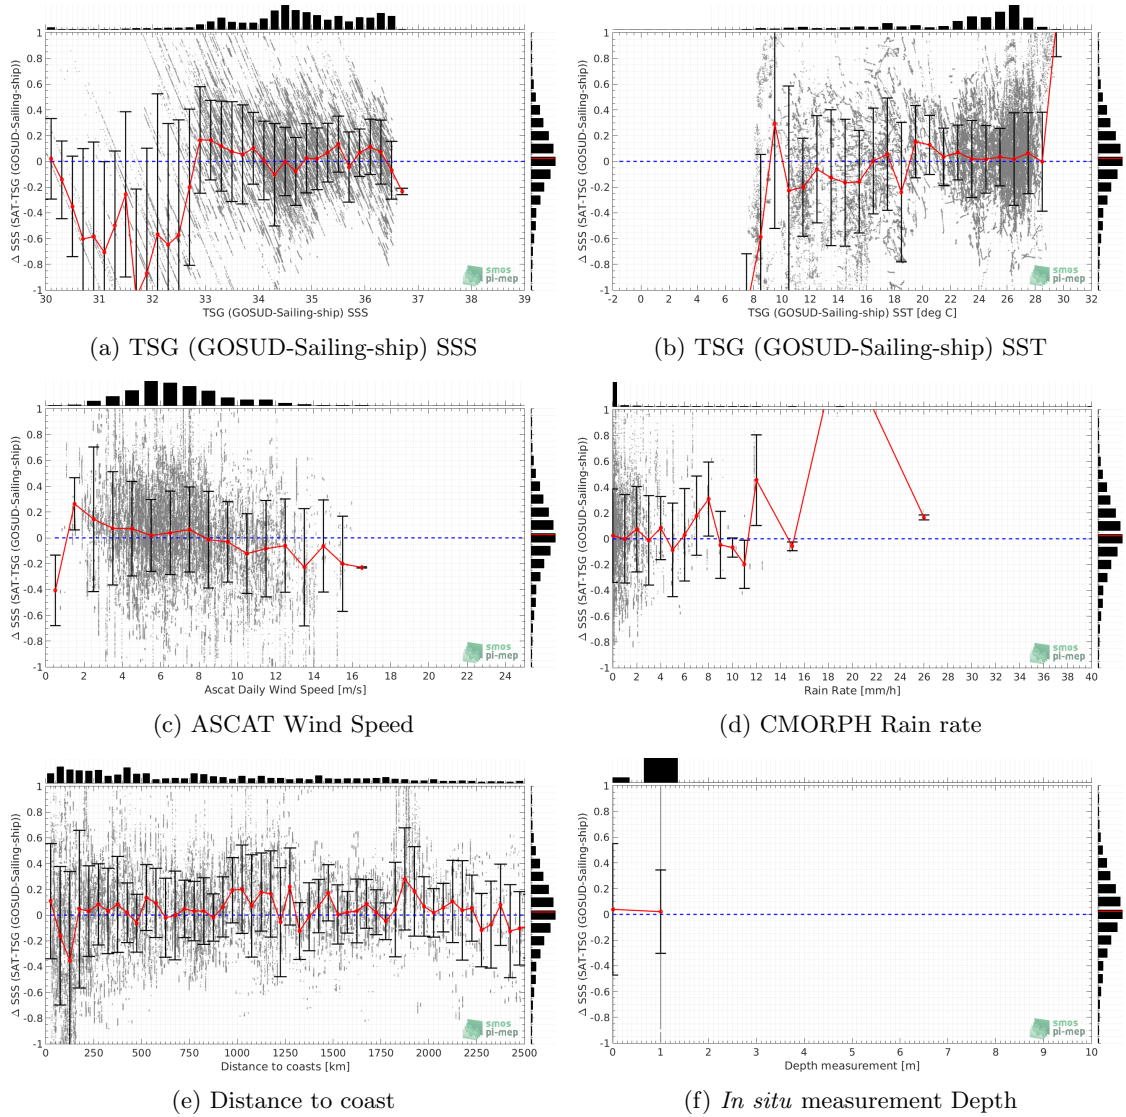 1
0.8
0.6
0.4
0.2
0
-0.2
-0.4
-0.6
-0.8
-1
Δ SSS (SAT-TSG (GOSUD-Sailing-ship))
30 31 32 33 34 35 36 37 38 39
TSG (GOSUD-Sailing-ship) SSS
smos
pi-mep
(a) TSG (GOSUD-Sailing-ship) SSS
1
0.8
0.6
0.4
0.2
0
-0.2
-0.4
-0.6
-0.8
-1
Δ SSS (SAT-TSG (GOSUD-Sailing-ship))
-2 0 2 4 6 8 10 12 14 16 18 20 22 24 26 28 30 32
TSG (GOSUD-Sailing-ship) SST [deg C]
smos
pi-mep
(b) TSG (GOSUD-Sailing-ship) SST
1
0.8
0.6
0.4
0.2
0
-0.2
-0.4
-0.6
-0.8
-1
Δ SSS (SAT-TSG (GOSUD-Sailing-ship))
0 2 4 6 8 10 12 14 16 18 20 22 24
Ascat Daily Wind Speed [m/s]
smos
pi-mep
(c) ASCAT Wind Speed
1
0.8
0.6
0.4
0.2
0
-0.2
-0.4
-0.6
-0.8
-1
Δ SSS (SAT-TSG (GOSUD-Sailing-ship))
0 2 4 6 8 10 12 14 16 18 20 22 24 26 28 30 32 34 36 38 40
Rain Rate [mm/h]
smos
pi-mep
(d) CMORPH Rain rate
1
0.8
0.6
0.4
0.2
0
-0.2
-0.4
-0.6
-0.8
-1
Δ SSS (SAT-TSG (GOSUD-Sailing-ship))
0 250 500 750 1000 1250 1500 1750 2000 2250 2500
Distance to coasts [km]
smos
pi-mep
(e) Distance to coast
1
0.8
0.6
0.4
0.2
0
-0.2
-0.4
-0.6
-0.8
-1
Δ SSS (SAT-TSG (GOSUD-Sailing-ship))
0 1 2 3 4 5 6 7 8 9 10
Depth measurement [m]
smos
pi-mep
(f) In situ measurement Depth